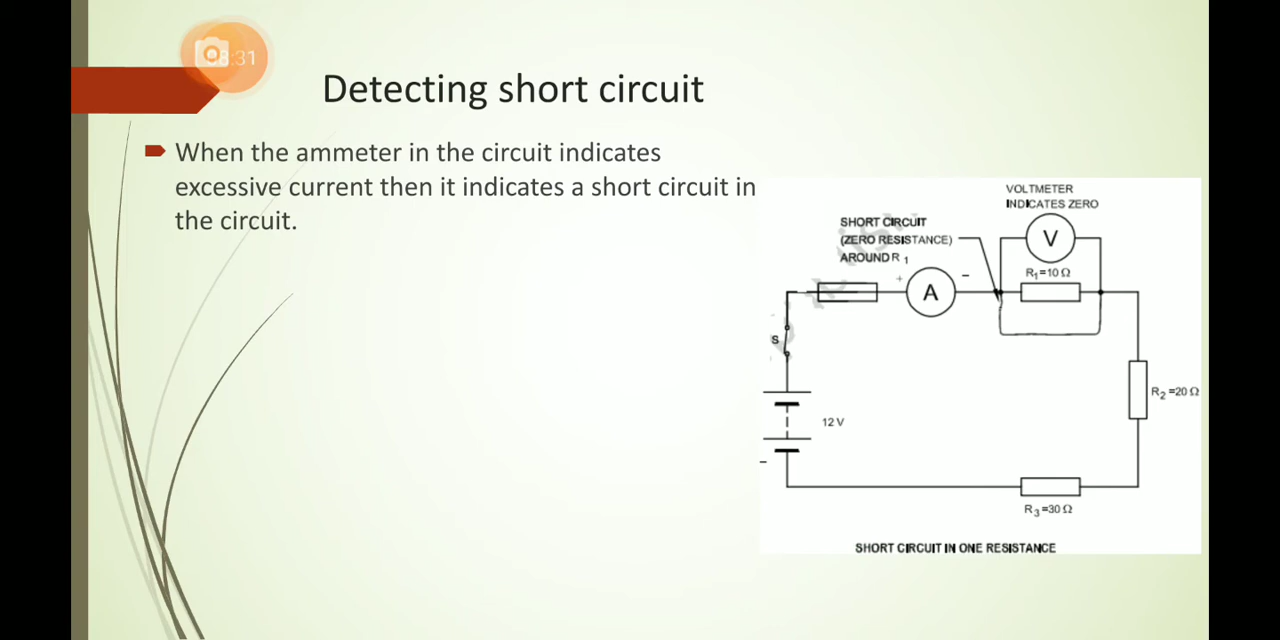 Detecting short circuit
When the ammeter in the circuit indicates
excessive current then it indicates a short circuit in
the circuit.
VOLTMETER
INDICATES ZERO
SHORT CIRCUIT
(ZERO RESISTANCE)
AROUND R1
V
R1=10 Ω
+
A
–
S
12 V
–
R2=20 Ω
R3=30 Ω
SHORT CIRCUIT IN ONE RESISTANCE